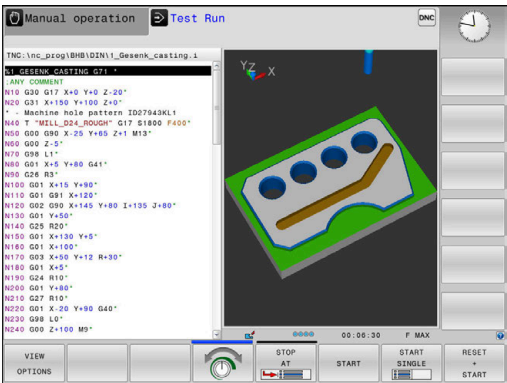 Manual operation
Test Run
DNC
TNC:\nc_prog\BHB\DIN\1_Gesenk_casting.i
%1_GESENK_CASTING G71 *
;ANY COMMENT
N10 G30 G17 X+0 Y+0 Z-20*
N20 G31 X+150 Y+100 Z+0*
* - Machine hole pattern ID27943KL1
N40 T "MILL_D24_ROUGH" G17 S1800 F400*
N50 G00 G90 X-25 Y+65 Z+1 M13*
N60 G00 Z-5*
N70 G98 L1*
N80 G01 X+5 Y+80 G41*
N90 G26 R3*
N100 G01 X+15 Y+90*
N110 G01 G91 X+120*
N120 G02 G90 X+145 Y+80 I+135 J+80*
N130 G01 Y+50*
N140 G25 R20*
N150 G01 X+130 Y+5*
N160 G01 X+100*
N170 G03 X+50 Y+12 R+30*
N180 G01 X+5*
N190 G24 R10*
N200 G01 Y+80*
N210 G27 R10*
N220 G01 X-20 Y+90 G40*
N230 G98 L0*
N240 G00 Z+100 M9*
YZ X
00:06:30 F MAX
VIEW
OPTIONS
STOP
AT
START
START
SINGLE
RESET
+
START